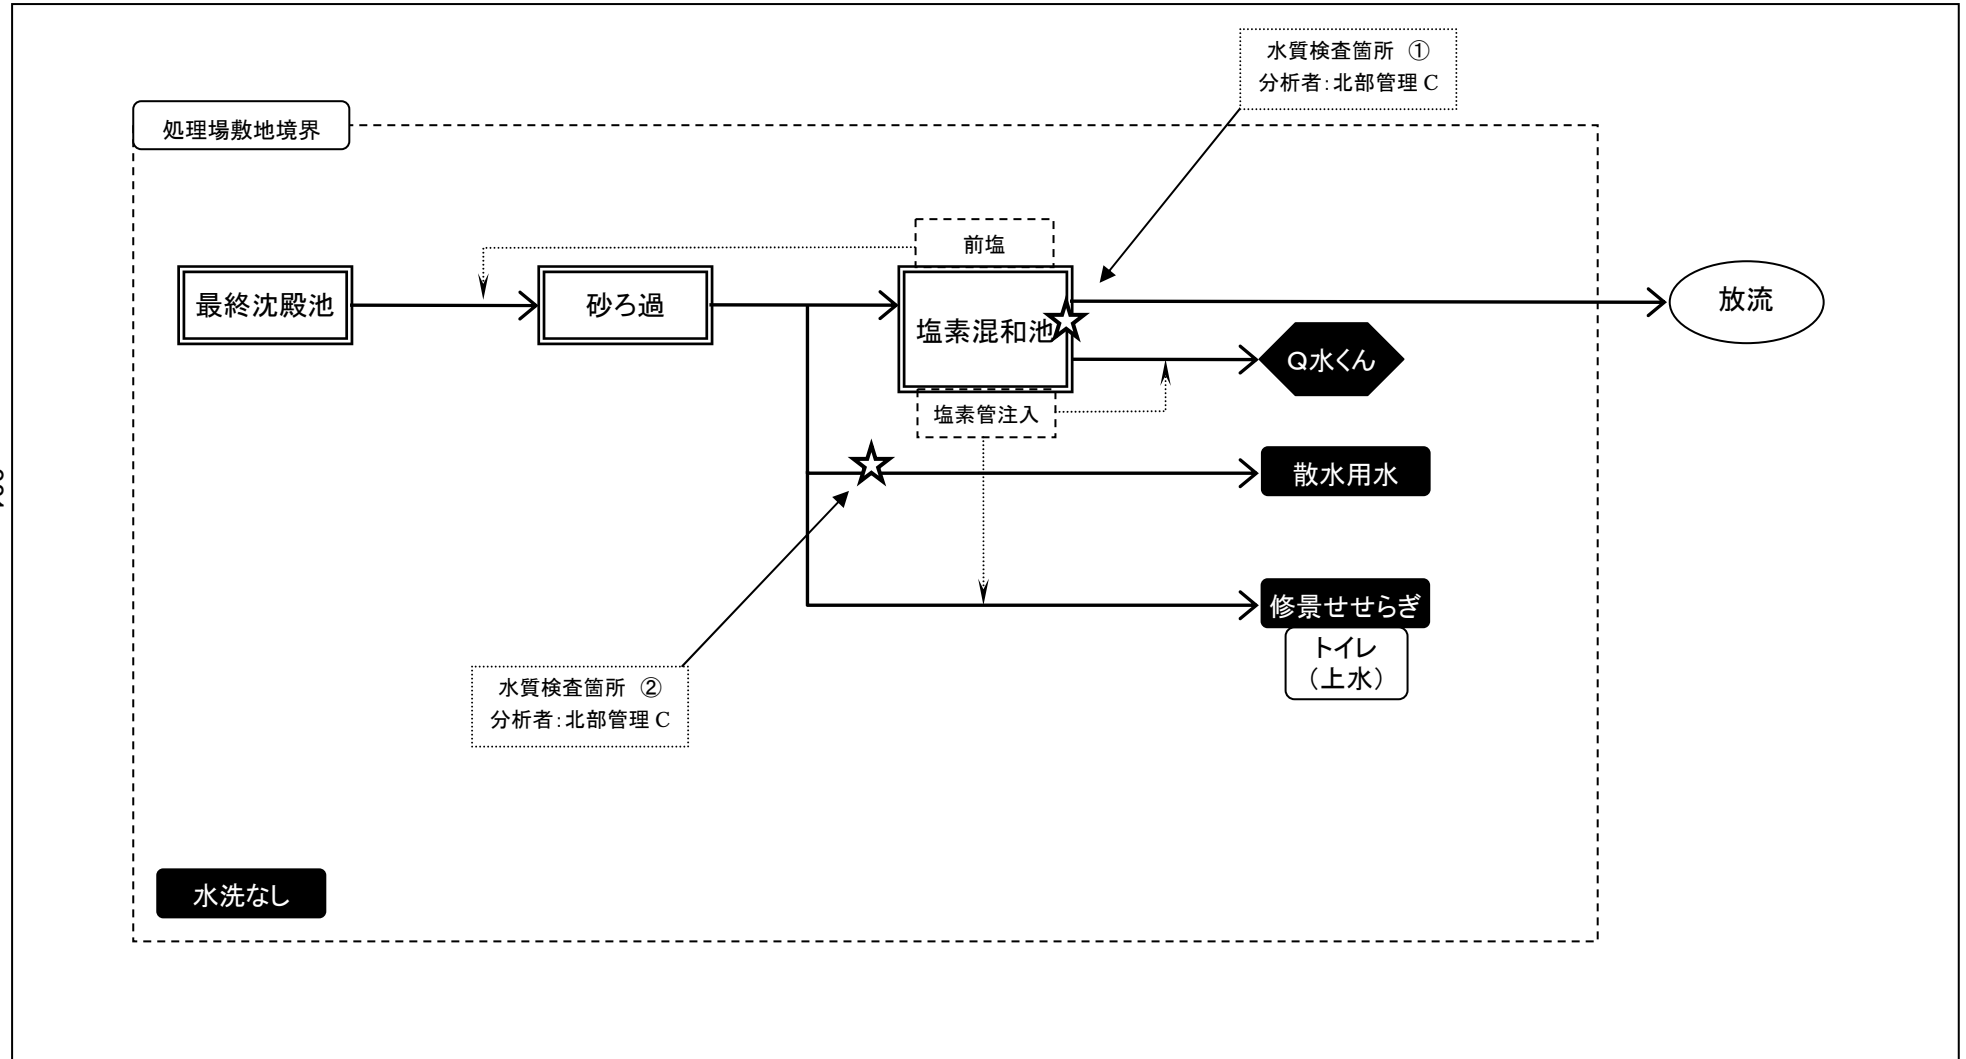 水質検査箇所 ①
分析者：北部管理 C
処理場敷地境界
前塩
最終沈殿池
砂ろ過
塩素混和池
放流
Q水くん
塩素管注入
散水用水
修景せせらぎ
トイレ
（上水）
水質検査箇所 ②
分析者：北部管理 C
水洗なし